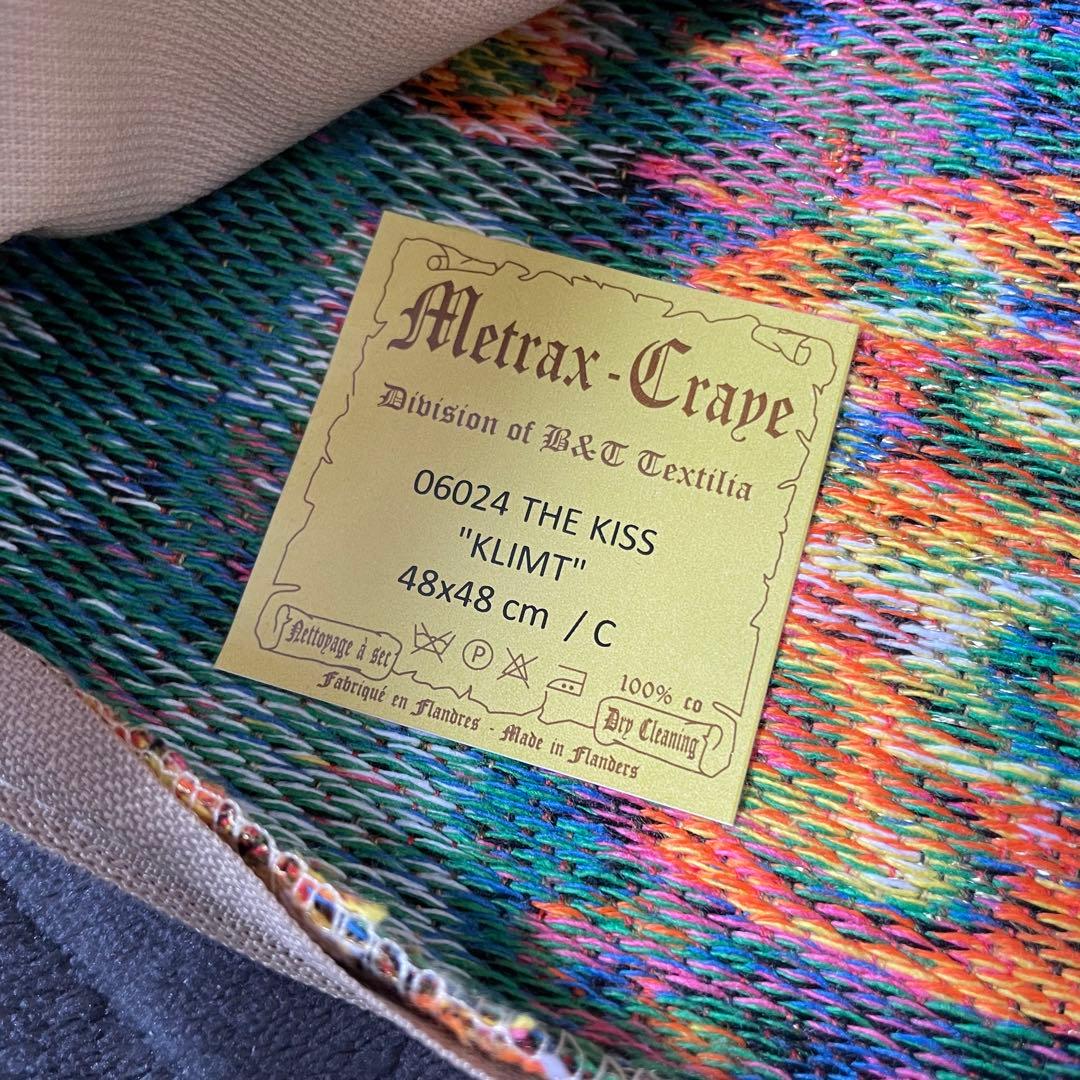 Metrax-Craye
Division of B&T Textilia
06024 THE KISS
"KLIMT"
48x48 cm / C
Nettoyage à sec
P
100% co
Dry Cleaning
Fabriqué en Flandres - Made in Flanders